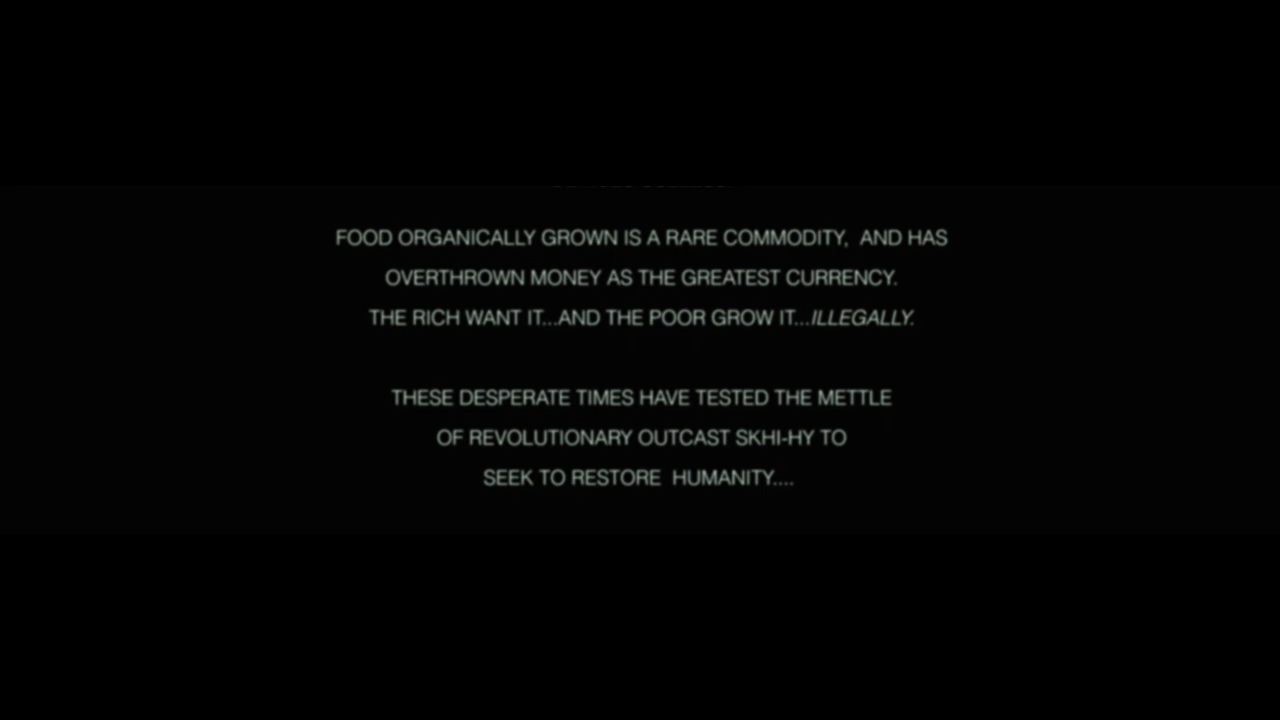 FOOD ORGANICALLY GROWN IS A RARE COMMODITY,  AND HAS
OVERTHROWN MONEY AS THE GREATEST CURRENCY.
THE RICH WANT IT...AND THE POOR GROW IT...ILLEGALLY.
THESE DESPERATE TIMES HAVE TESTED THE METTLE
OF REVOLUTIONARY OUTCAST SKHI-HY TO
SEEK TO RESTORE  HUMANITY....